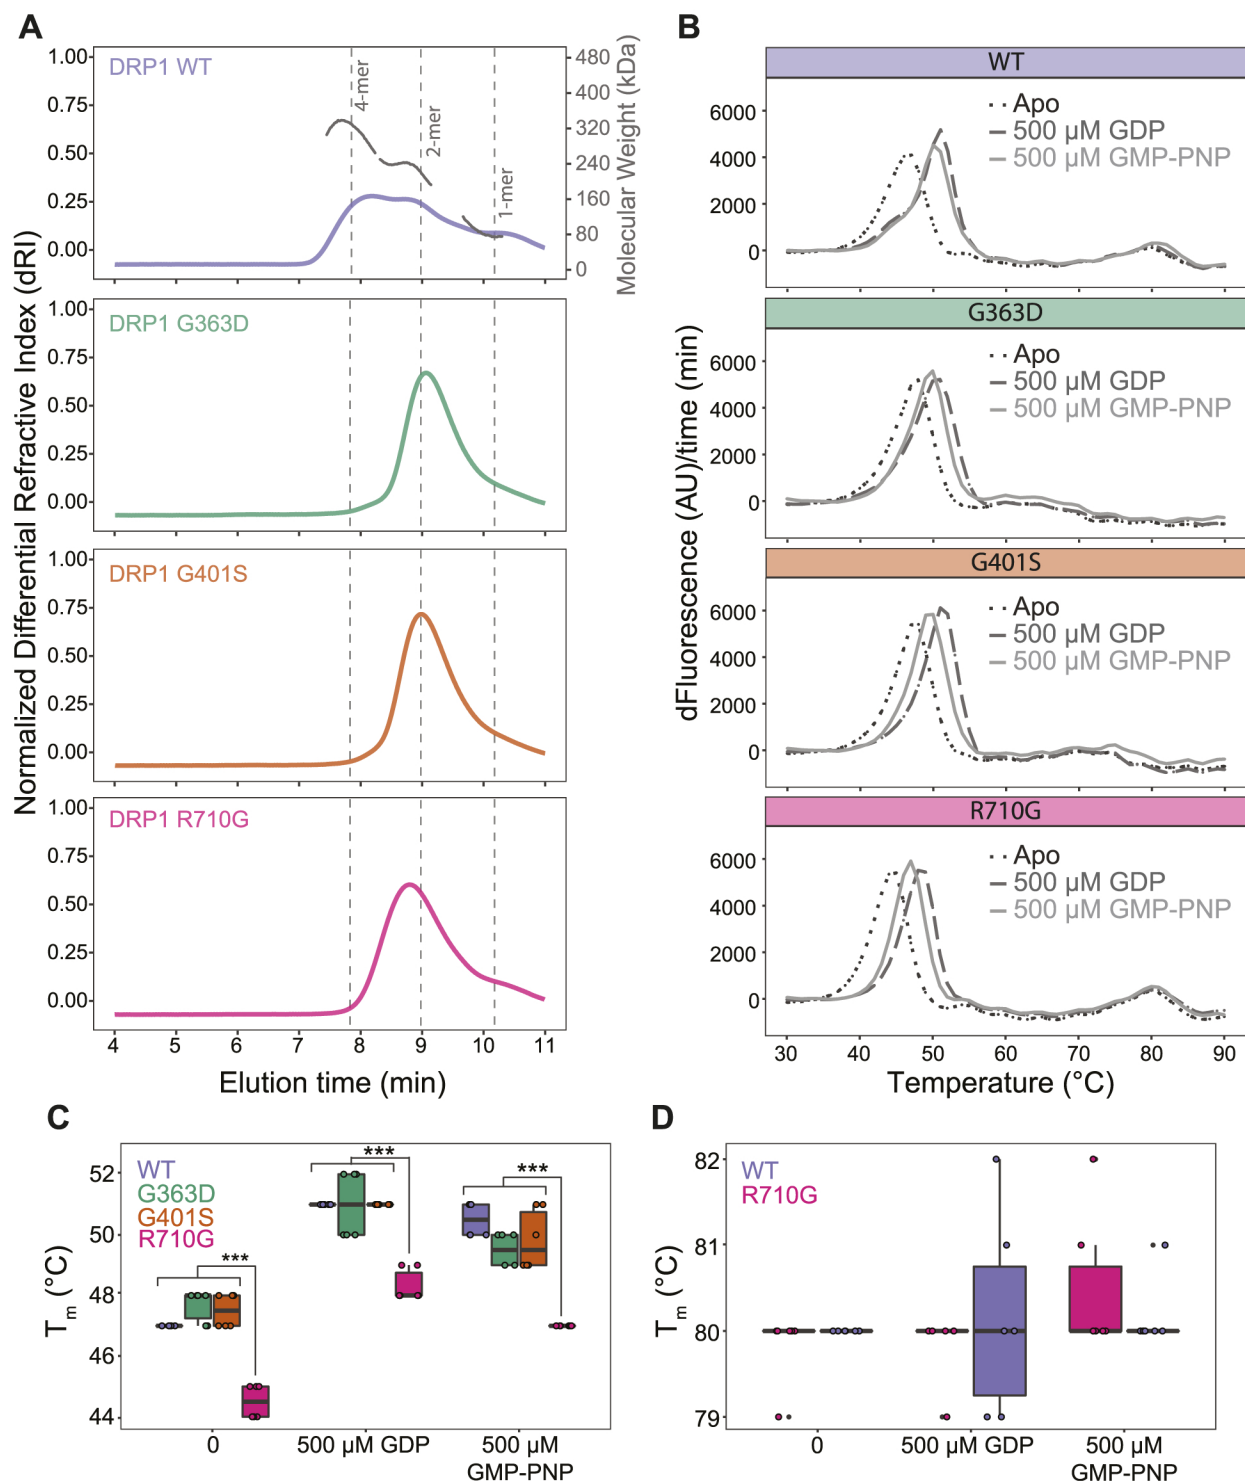 A
Normalized Differential Refractive Index (dRI)
Molecular Weight (kDa)
DRP1 WT
1.00
0.75
0.50
0.25
0.00
480
400
320
240
160
80
0
4-mer
2-mer
1-mer
DRP1 G363D
1.00
0.75
0.50
0.25
0.00
DRP1 G401S
1.00
0.75
0.50
0.25
0.00
DRP1 R710G
1.00
0.75
0.50
0.25
0.00
4 5 6 7 8 9 10 11
Elution time (min)
B
dFluorescence (AU)/time (min)
WT
6000
4000
2000
0
Apo
500 µM GDP
500 µM GMP-PNP
G363D
6000
4000
2000
0
Apo
500 µM GDP
500 µM GMP-PNP
G401S
6000
4000
2000
0
Apo
500 µM GDP
500 µM GMP-PNP
R710G
6000
4000
2000
0
Apo
500 µM GDP
500 µM GMP-PNP
30 40 50 60 70 80 90
Temperature (°C)
C
Tm (°C)
52
50
48
46
44
WT
G363D
G401S
R710G
***
***
***
0 500 µM GDP 500 µM
GMP-PNP
D
Tm (°C)
82
81
80
79
WT
R710G
0 500 µM GDP 500 µM
GMP-PNP